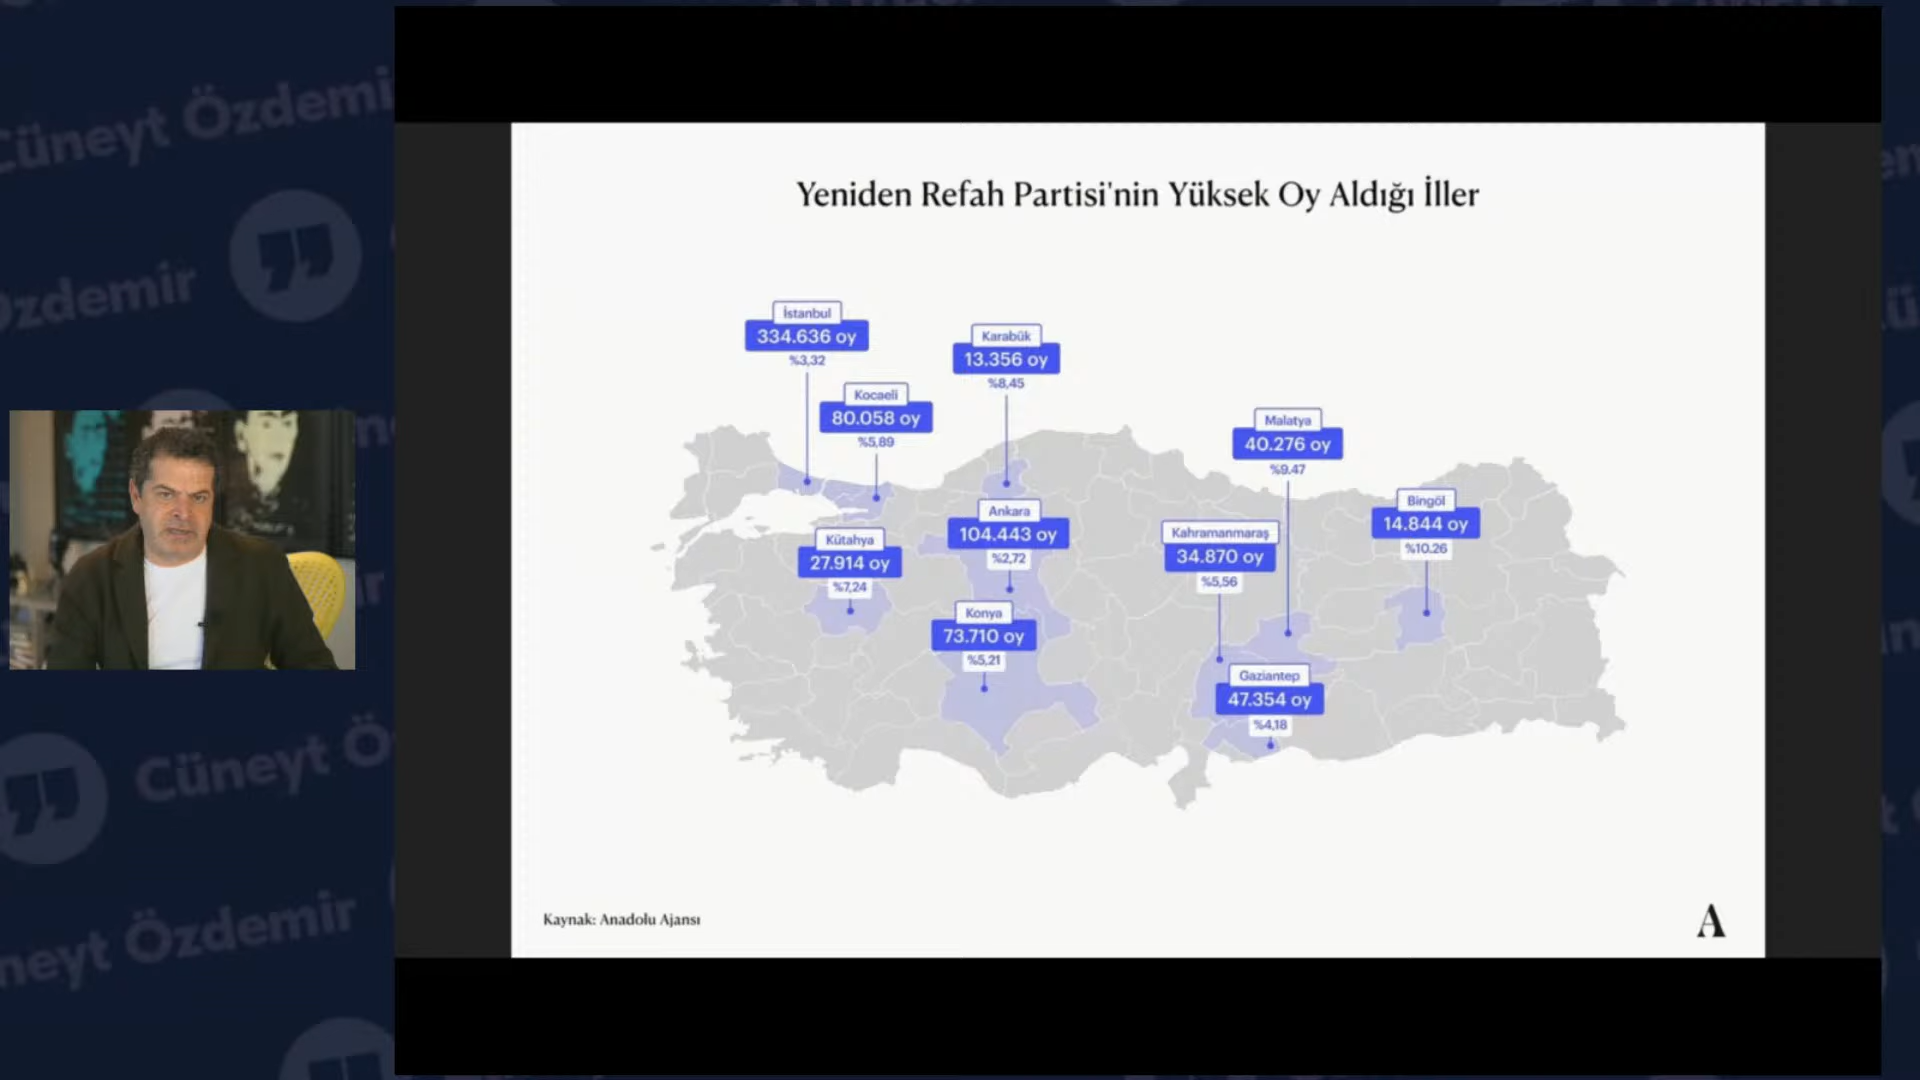 Cüneyt Özdemi
Özdemir
Cüneyt Ö
neyt Özdemir
Yeniden Refah Partisi'nin Yüksek Oy Aldığı İller
İstanbul
334.636 oy
%3,32
Karabük
13.356 oy
%8,45
Kocaeli
80.058 oy
%5,89
Malatya
40.276 oy
%9,47
Bingöl
14.844 oy
%10,26
Ankara
104.443 oy
%2,72
Kahramanmaraş
34.870 oy
%5,56
Kütahya
27.914 oy
%7,24
Konya
73.710 oy
%5,21
Gaziantep
47.354 oy
%4,18
Kaynak: Anadolu Ajansı
A